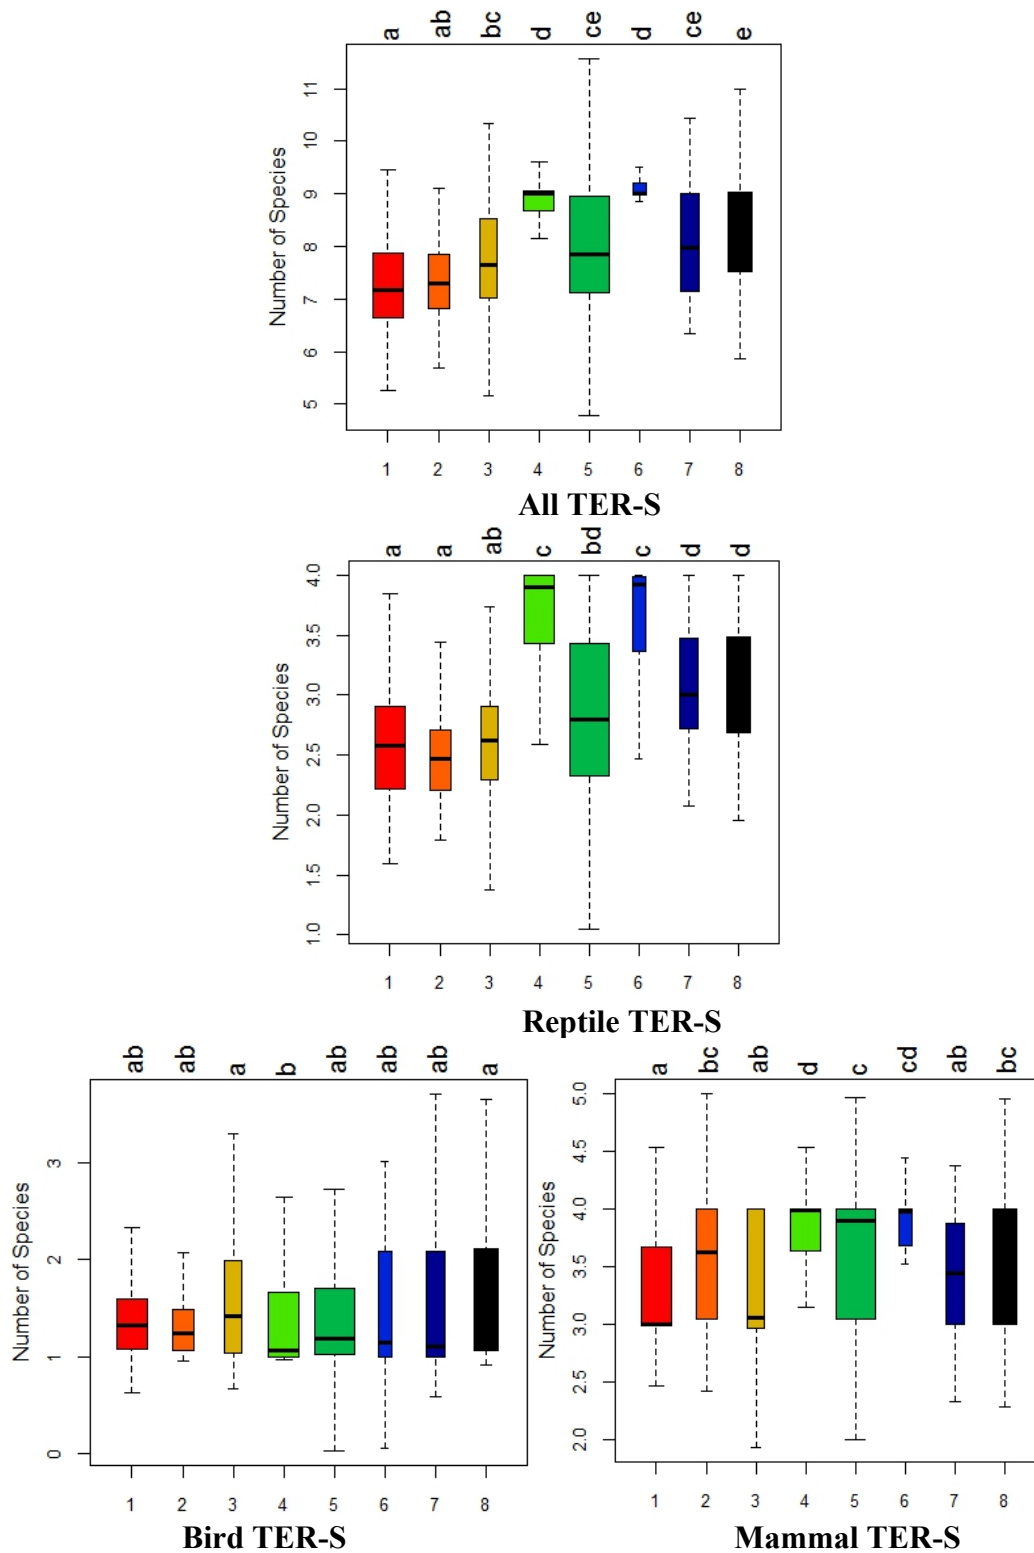 a ab bc d ce d ce e
Number of Species
11
10
9
8
7
6
5
1 2 3 4 5 6 7 8
All TER-S
a a ab c bd c d d
Number of Species
4.0
3.5
3.0
2.5
2.0
1.5
1.0
1 2 3 4 5 6 7 8
Reptile TER-S
ab ab a b ab ab ab a
Number of Species
3
2
1
0
1 2 3 4 5 6 7 8
Bird TER-S
a bc ab d c cd ab bc
Number of Species
5.0
4.5
4.0
3.5
3.0
2.5
2.0
1 2 3 4 5 6 7 8
Mammal TER-S